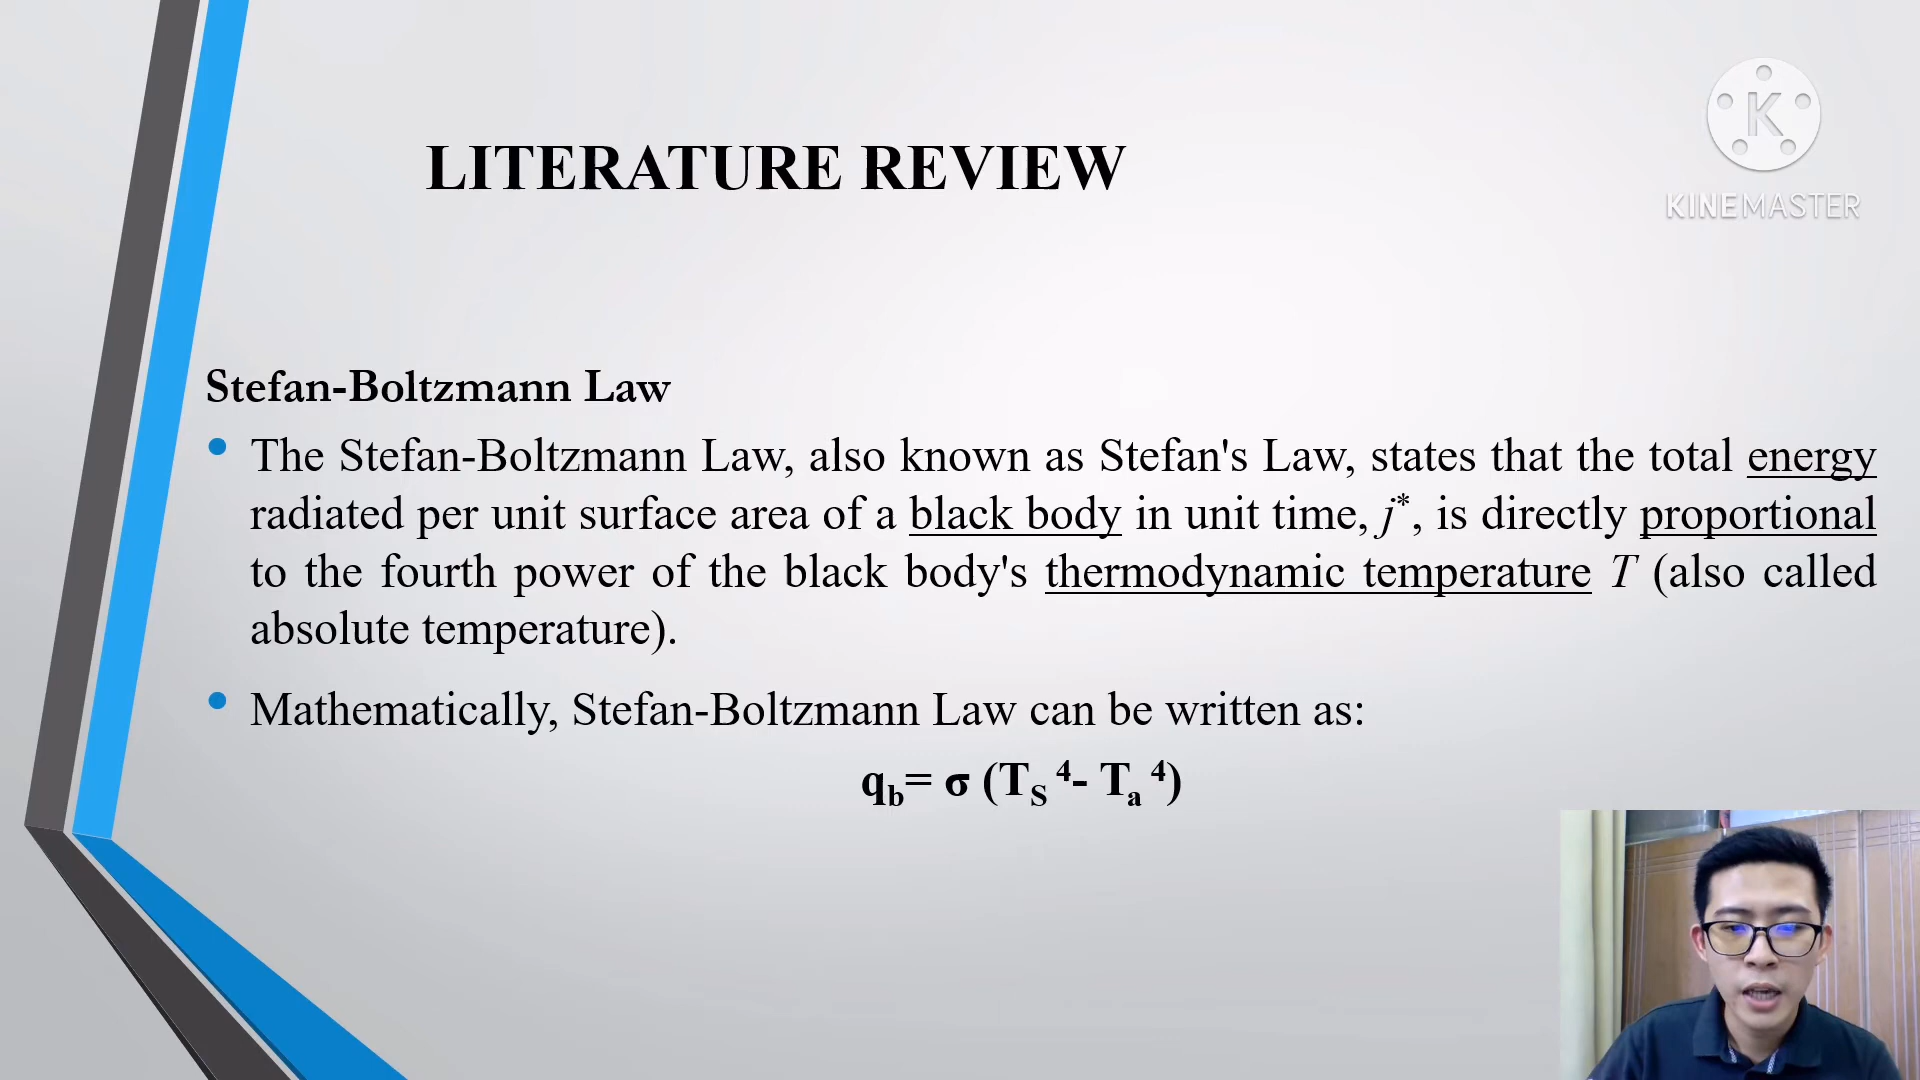 LITERATURE REVIEW
K
KINEMASTER
Stefan-Boltzmann Law
• The Stefan-Boltzmann Law, also known as Stefan's Law, states that the total energy
radiated per unit surface area of a black body in unit time, j*, is directly proportional
to the fourth power of the black body's thermodynamic temperature T (also called
absolute temperature).
• Mathematically, Stefan-Boltzmann Law can be written as:
q_b= σ (T_S ^4- T_a ^4)